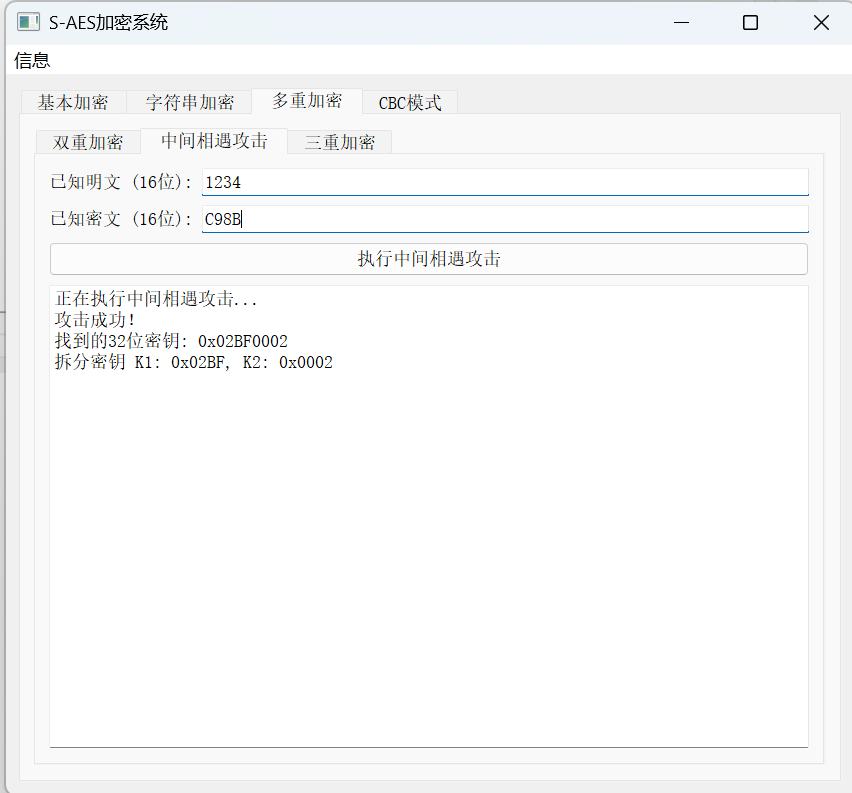 S-AES加密系统
信息
基本加密 字符串加密 多重加密 CBC模式
双重加密 中间相遇攻击 三重加密
已知明文 (16位): 1234
已知密文 (16位): C98B
执行中间相遇攻击
正在执行中间相遇攻击...
攻击成功!
找到的32位密钥: 0x02BF0002
拆分密钥 K1: 0x02BF, K2: 0x0002